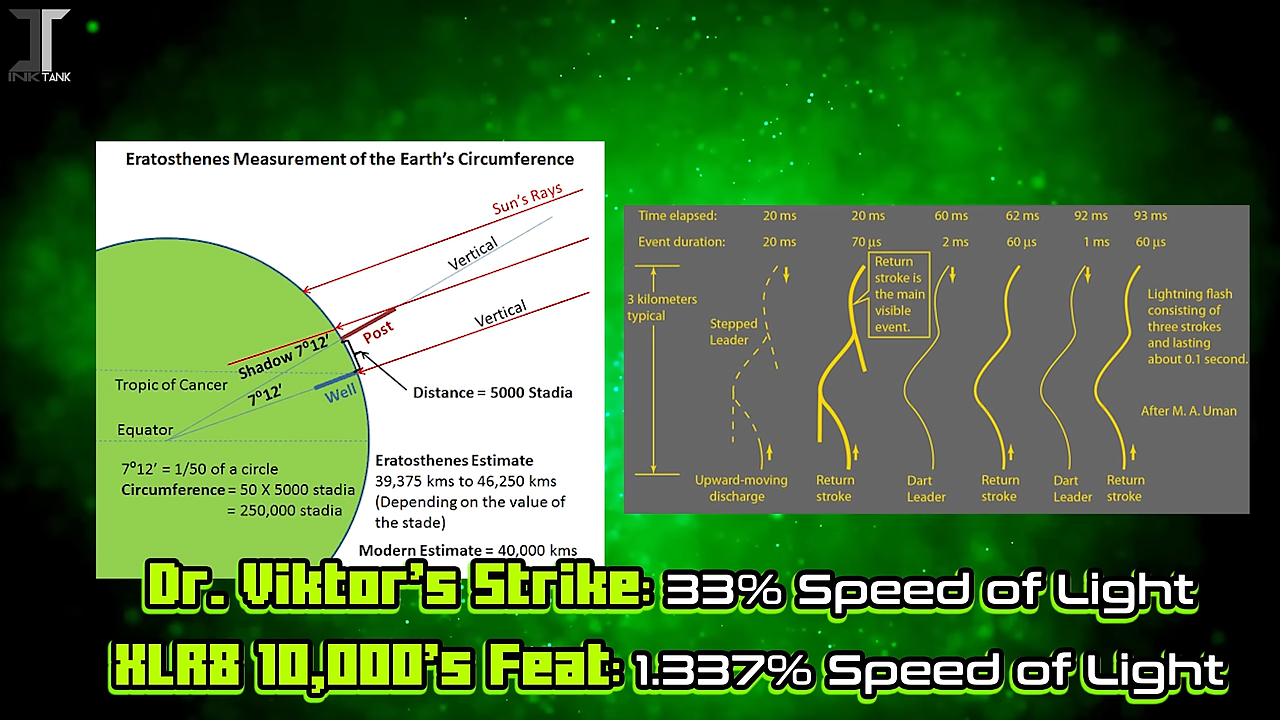 INK TANK
Eratosthenes Measurement of the Earth's Circumference
Sun's Rays
Vertical
Vertical
Post
Shadow 7º12'
7º12'
Well
Tropic of Cancer
Equator
Distance = 5000 Stadia
7º12' = 1/50 of a circle
Circumference = 50 X 5000 stadia
= 250,000 stadia
Eratosthenes Estimate
39,375 kms to 46,250 kms
(Depending on the value of
the stade)
Modern Estimate = 40,000 kms
Time elapsed: 20 ms 20 ms 60 ms 62 ms 92 ms 93 ms
Event duration: 20 ms 70 µs 2 ms 60 µs 1 ms 60 µs
Return
stroke is
the main
visible
event.
3 kilometers
typical
Stepped
Leader
Lightning flash
consisting of
three strokes
and lasting
about 0.1 second.
After M. A. Uman
Upward-moving
discharge
Return
stroke
Dart
Leader
Return
stroke
Dart
Leader
Return
stroke
Dr. Viktor's Strike: 33% Speed of Light
XLR8 10,000's Feat: 1.337% Speed of Light